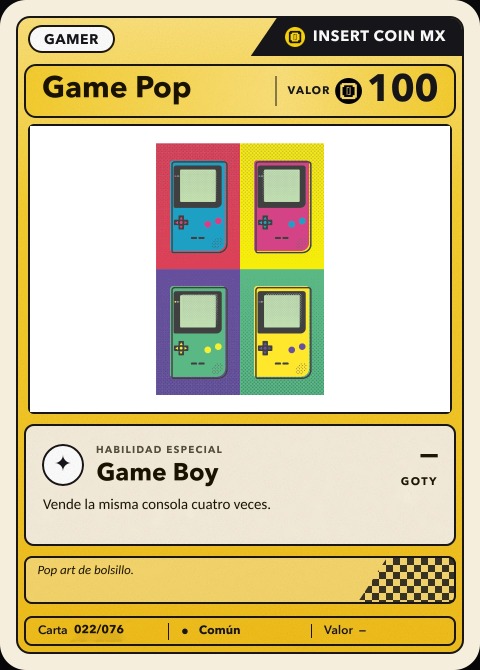 GAMER
INSERT COIN MX
Game Pop
VALOR 100
HABILIDAD ESPECIAL
Game Boy
—
GOTY
Vende la misma consola cuatro veces.
Pop art de bolsillo.
Carta 022/076 • Común Valor –